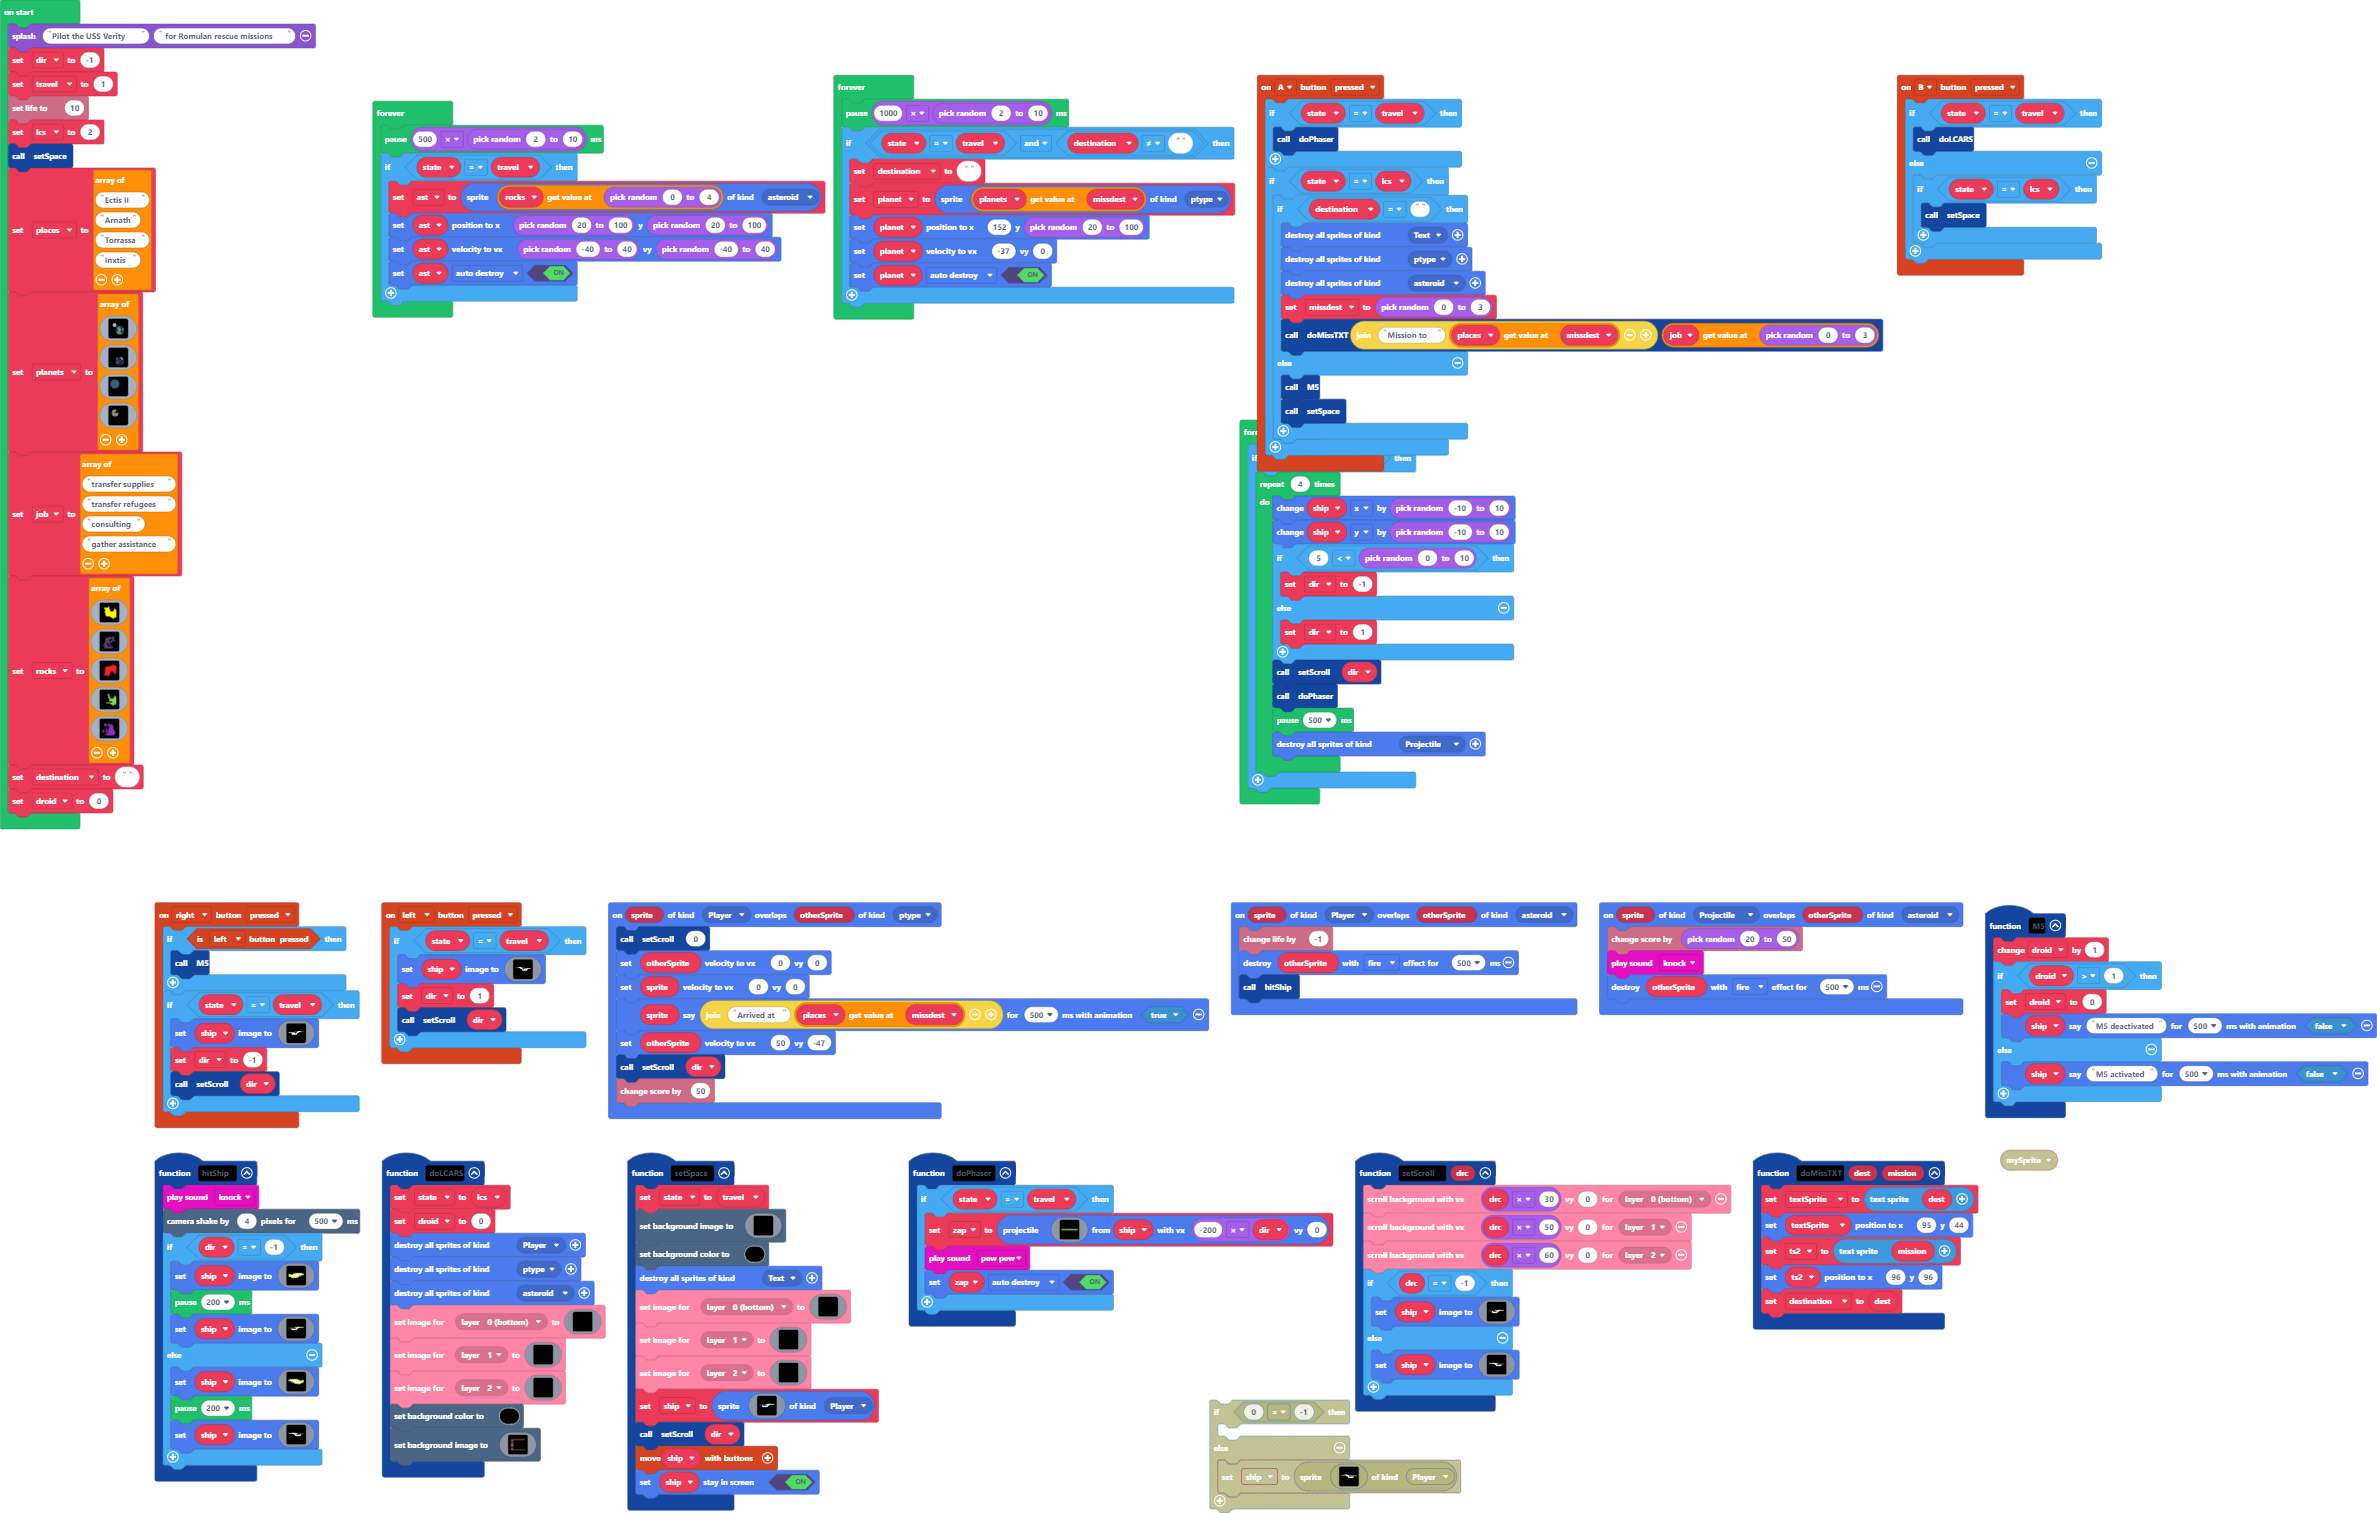 on start
splash " Pilot the USS Verity " " for Romulan rescue missions "
set dir to -1
set travel to 1
set life to 10
set lcs to 2
call setSpace
set places to array of
" Ectis II "
" Arnath "
" Torrassa "
" Inxtis "
set planets to array of
set job to array of
" transfer supplies "
" transfer refugees "
" consulting "
" gather assistance "
set rocks to array of
set destination to " "
set droid to 0
forever
pause 500 × pick random 2 to 10 ms
if state = travel then
set ast to sprite rocks get value at pick random 0 to 4 of kind asteroid
set ast position to x pick random 20 to 100 y pick random 20 to 100
set ast velocity to vx pick random -40 to 40 vy pick random -40 to 40
set ast auto destroy ON
forever
pause 1000 × pick random 2 to 10 ms
if state = travel and destination ≠ " " then
set destination to " "
set planet to sprite planets get value at missdest of kind ptype
set planet position to x 152 y pick random 20 to 100
set planet velocity to vx -37 vy 0
set planet auto destroy ON
on A button pressed
if state = travel then
call doPhaser
if state = lcs then
if destination = " " then
destroy all sprites of kind Text
destroy all sprites of kind ptype
destroy all sprites of kind asteroid
set missdest to pick random 0 to 3
call doMissTXT join " Mission to " places get value at missdest job get value at pick random 0 to 3
else
call M5
call setSpace
on B button pressed
if state = travel then
call doLCARS
else
if state = lcs then
call setSpace
then
repeat 4 times
do
change ship x by pick random -10 to 10
change ship y by pick random -10 to 10
if 5 < pick random 0 to 10 then
set dir to -1
else
set dir to 1
call setScroll dir
call doPhaser
pause 500 ms
destroy all sprites of kind Projectile
on right button pressed
if is left button pressed then
call M5
if state = travel then
set ship image to
set dir to -1
call setScroll dir
on left button pressed
if state = travel then
set ship image to
set dir to 1
call setScroll dir
on sprite of kind Player overlaps otherSprite of kind ptype
call setScroll 0
set otherSprite velocity to vx 0 vy 0
set sprite velocity to vx 0 vy 0
sprite say join " Arrived at " places get value at missdest for 500 ms with animation true
set otherSprite velocity to vx 50 vy -47
call setScroll dir
change score by 50
on sprite of kind Player overlaps otherSprite of kind asteroid
change life by -1
destroy otherSprite with fire effect for 500 ms
call hitShip
on sprite of kind Projectile overlaps otherSprite of kind asteroid
change score by pick random 20 to 50
play sound knock
destroy otherSprite with fire effect for 500 ms
function M5
change droid by 1
if droid > 1 then
set droid to 0
ship say " M5 deactivated " for 500 ms with animation false
else
ship say " M5 activated " for 500 ms with animation false
function hitShip
play sound knock
camera shake by 4 pixels for 500 ms
if dir = -1 then
set ship image to
pause 200 ms
set ship image to
else
set ship image to
pause 200 ms
set ship image to
function doLCARS
set state to lcs
set droid to 0
destroy all sprites of kind Player
destroy all sprites of kind ptype
destroy all sprites of kind asteroid
set image for layer 0 (bottom) to
set image for layer 1 to
set image for layer 2 to
set background color to
set background image to
function setSpace
set state to travel
set background image to
set background color to
destroy all sprites of kind Text
set image for layer 0 (bottom) to
set image for layer 1 to
set image for layer 2 to
set ship to sprite of kind Player
call setScroll dir
move ship with buttons
set ship stay in screen ON
function doPhaser
if state = travel then
set zap to projectile from ship with vx -200 × dir vy 0
play sound pew pew
set zap auto destroy ON
function setScroll drc
scroll background with vx drc × 30 vy 0 for layer 0 (bottom)
scroll background with vx drc × 50 vy 0 for layer 1
scroll background with vx drc × 60 vy 0 for layer 2
if drc = -1 then
set ship image to
else
set ship image to
function doMissTXT dest mission
set textSprite to text sprite dest
set textSprite position to x 95 y 44
set ts2 to text sprite mission
set ts2 position to x 96 y 96
set destination to dest
mySprite
if 0 = -1 then
else
set ship to sprite of kind Player